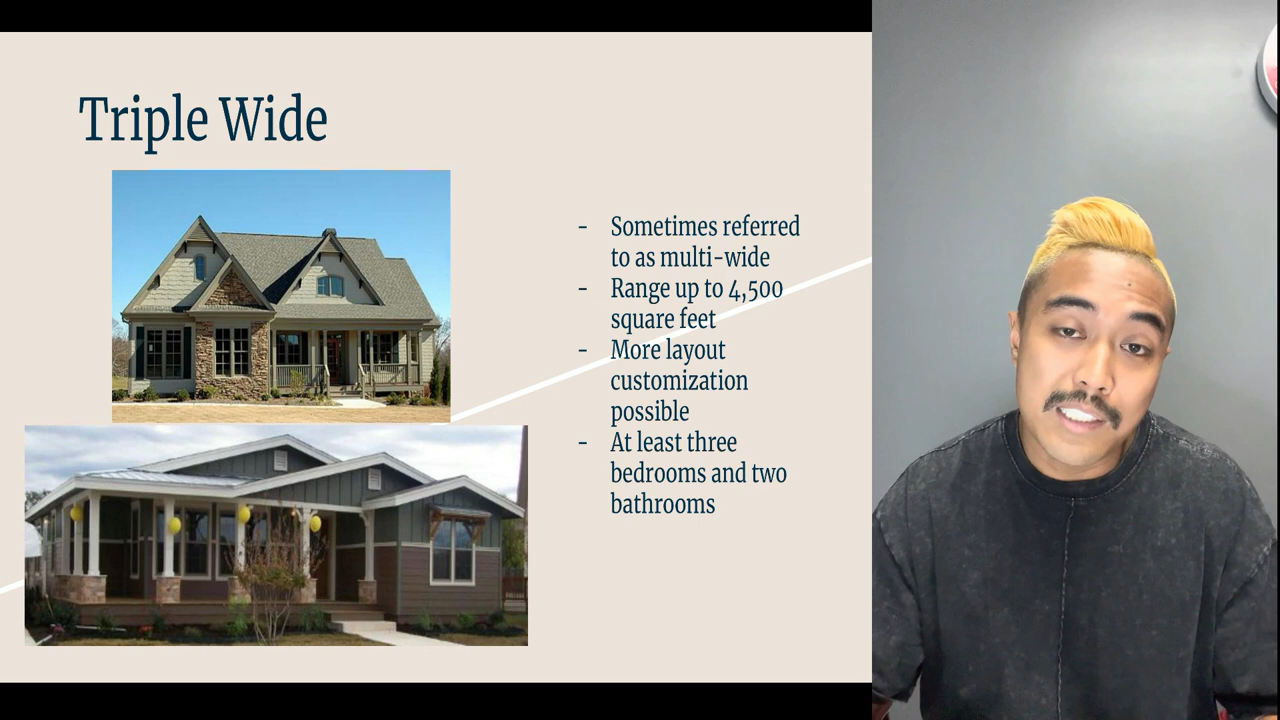 Triple Wide
- Sometimes referred
to as multi-wide
- Range up to 4,500
square feet
- More layout
customization
possible
- At least three
bedrooms and two
bathrooms